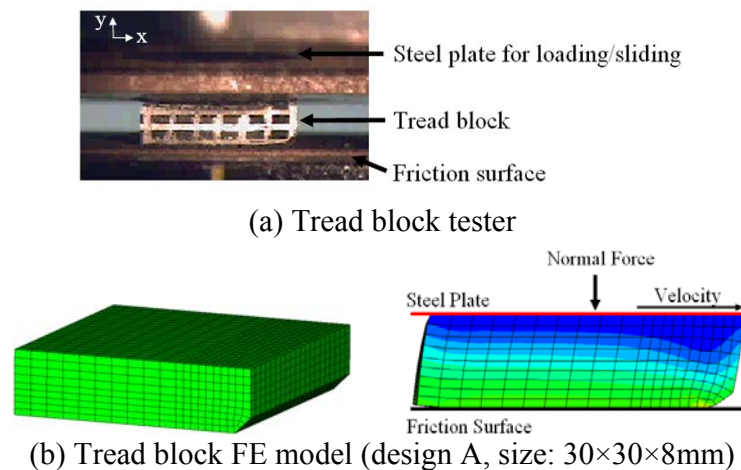 y
x
Steel plate for loading/sliding
Tread block
Friction surface
(a) Tread block tester
Normal Force
Steel Plate
Velocity
Friction Surface
(b) Tread block FE model (design A, size: 30×30×8mm)